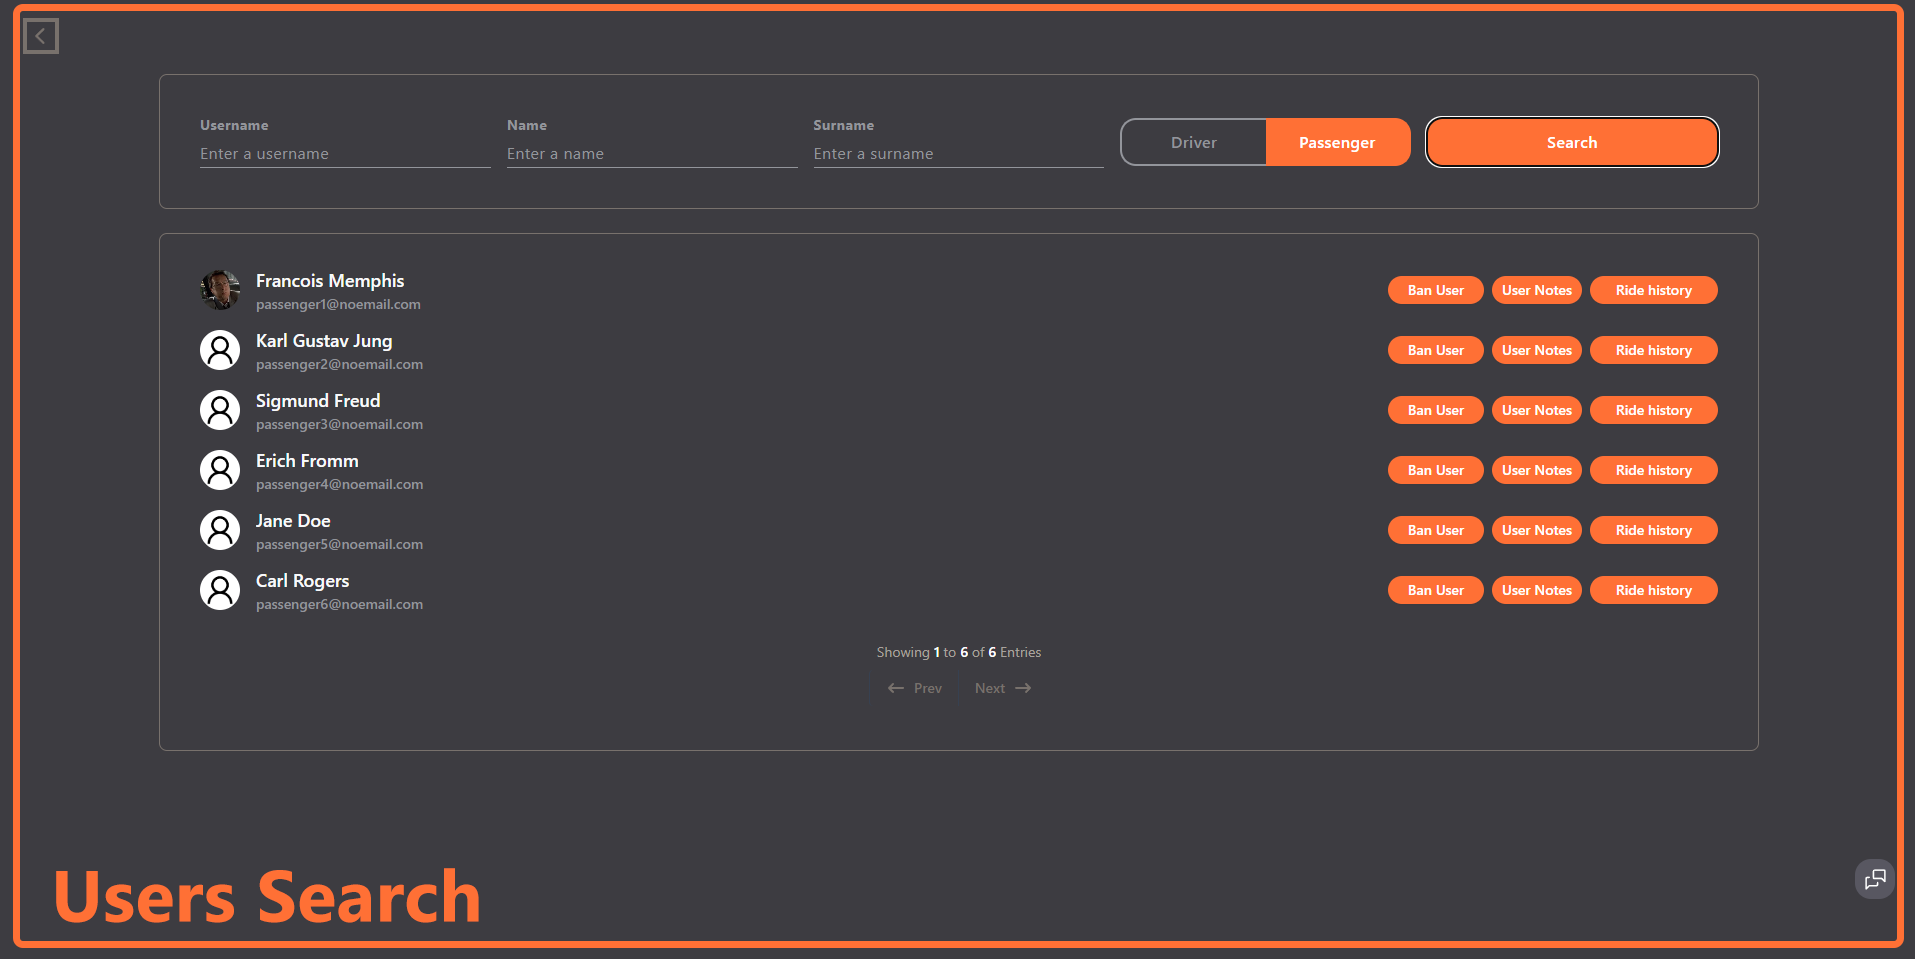 Username Name Surname
Enter a username Enter a name Enter a surname Driver Passenger Search
Francois Memphis
passenger1@noemail.com
Ban User User Notes Ride history
Karl Gustav Jung
passenger2@noemail.com
Ban User User Notes Ride history
Sigmund Freud
passenger3@noemail.com
Ban User User Notes Ride history
Erich Fromm
passenger4@noemail.com
Ban User User Notes Ride history
Jane Doe
passenger5@noemail.com
Ban User User Notes Ride history
Carl Rogers
passenger6@noemail.com
Ban User User Notes Ride history
Showing 1 to 6 of 6 Entries
Prev Next
Users Search